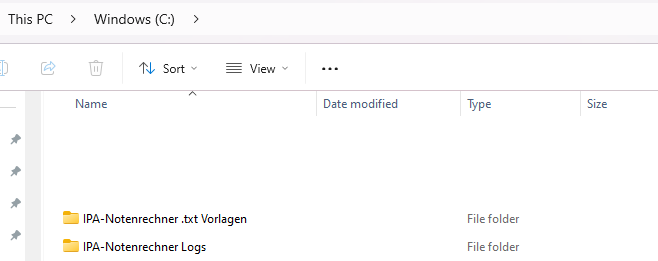 This PC > Windows (C:) >
Sort View ...
Name Date modified Type Size
IPA-Notenrechner .txt Vorlagen File folder
IPA-Notenrechner Logs File folder